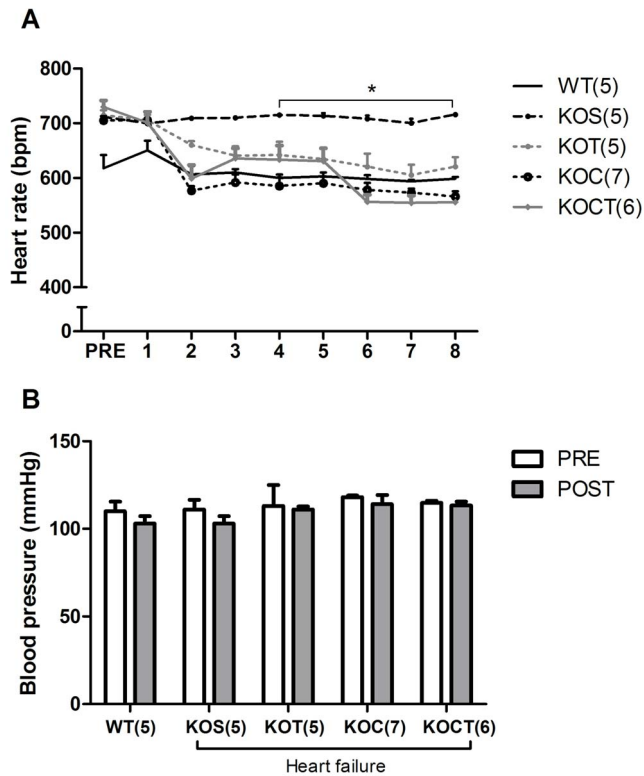 A
Heart rate (bpm)
800
700
600
500
400
0
*
PRE 1 2 3 4 5 6 7 8
WT(5)
KOS(5)
KOT(5)
KOC(7)
KOCT(6)
B
Blood pressure (mmHg)
150
100
50
0
PRE
POST
WT(5) KOS(5) KOT(5) KOC(7) KOCT(6)
Heart failure